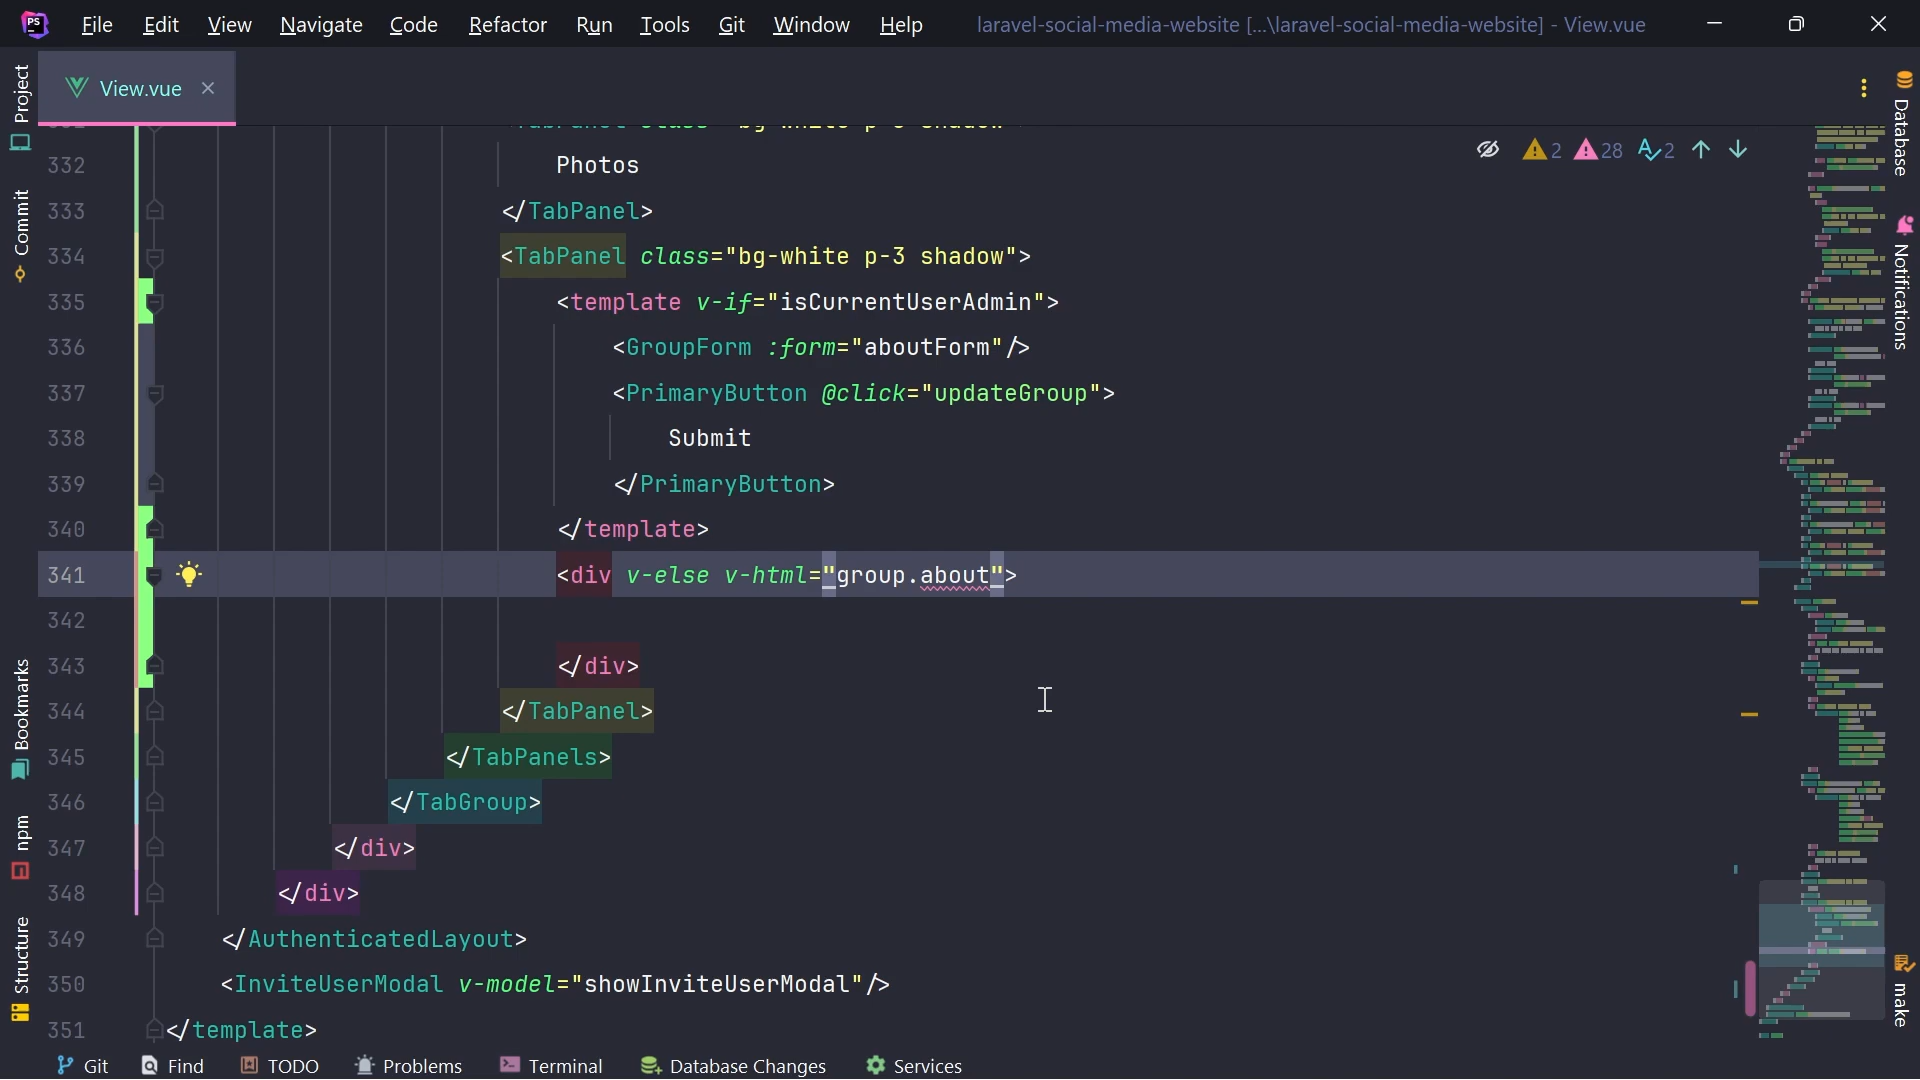 PS File Edit View Navigate Code Refactor Run Tools Git Window Help laravel-social-media-website [...\laravel-social-media-website] - View.vue
View.vue
Project
Commit
Bookmarks
npm
Structure
2 28 2
332 Photos
333 </TabPanel>
334 <TabPanel class="bg-white p-3 shadow">
335 <template v-if="isCurrentUserAdmin">
336 <GroupForm :form="aboutForm"/>
337 <PrimaryButton @click="updateGroup">
338 Submit
339 </PrimaryButton>
340 </template>
341 <div v-else v-html="group.about">
342
343 </div>
344 </TabPanel>
345 </TabPanels>
346 </TabGroup>
347 </div>
348 </div>
349 </AuthenticatedLayout>
350 <InviteUserModal v-model="showInviteUserModal"/>
351 </template>
Database
Notifications
make
Git Find TODO Problems Terminal Database Changes Services